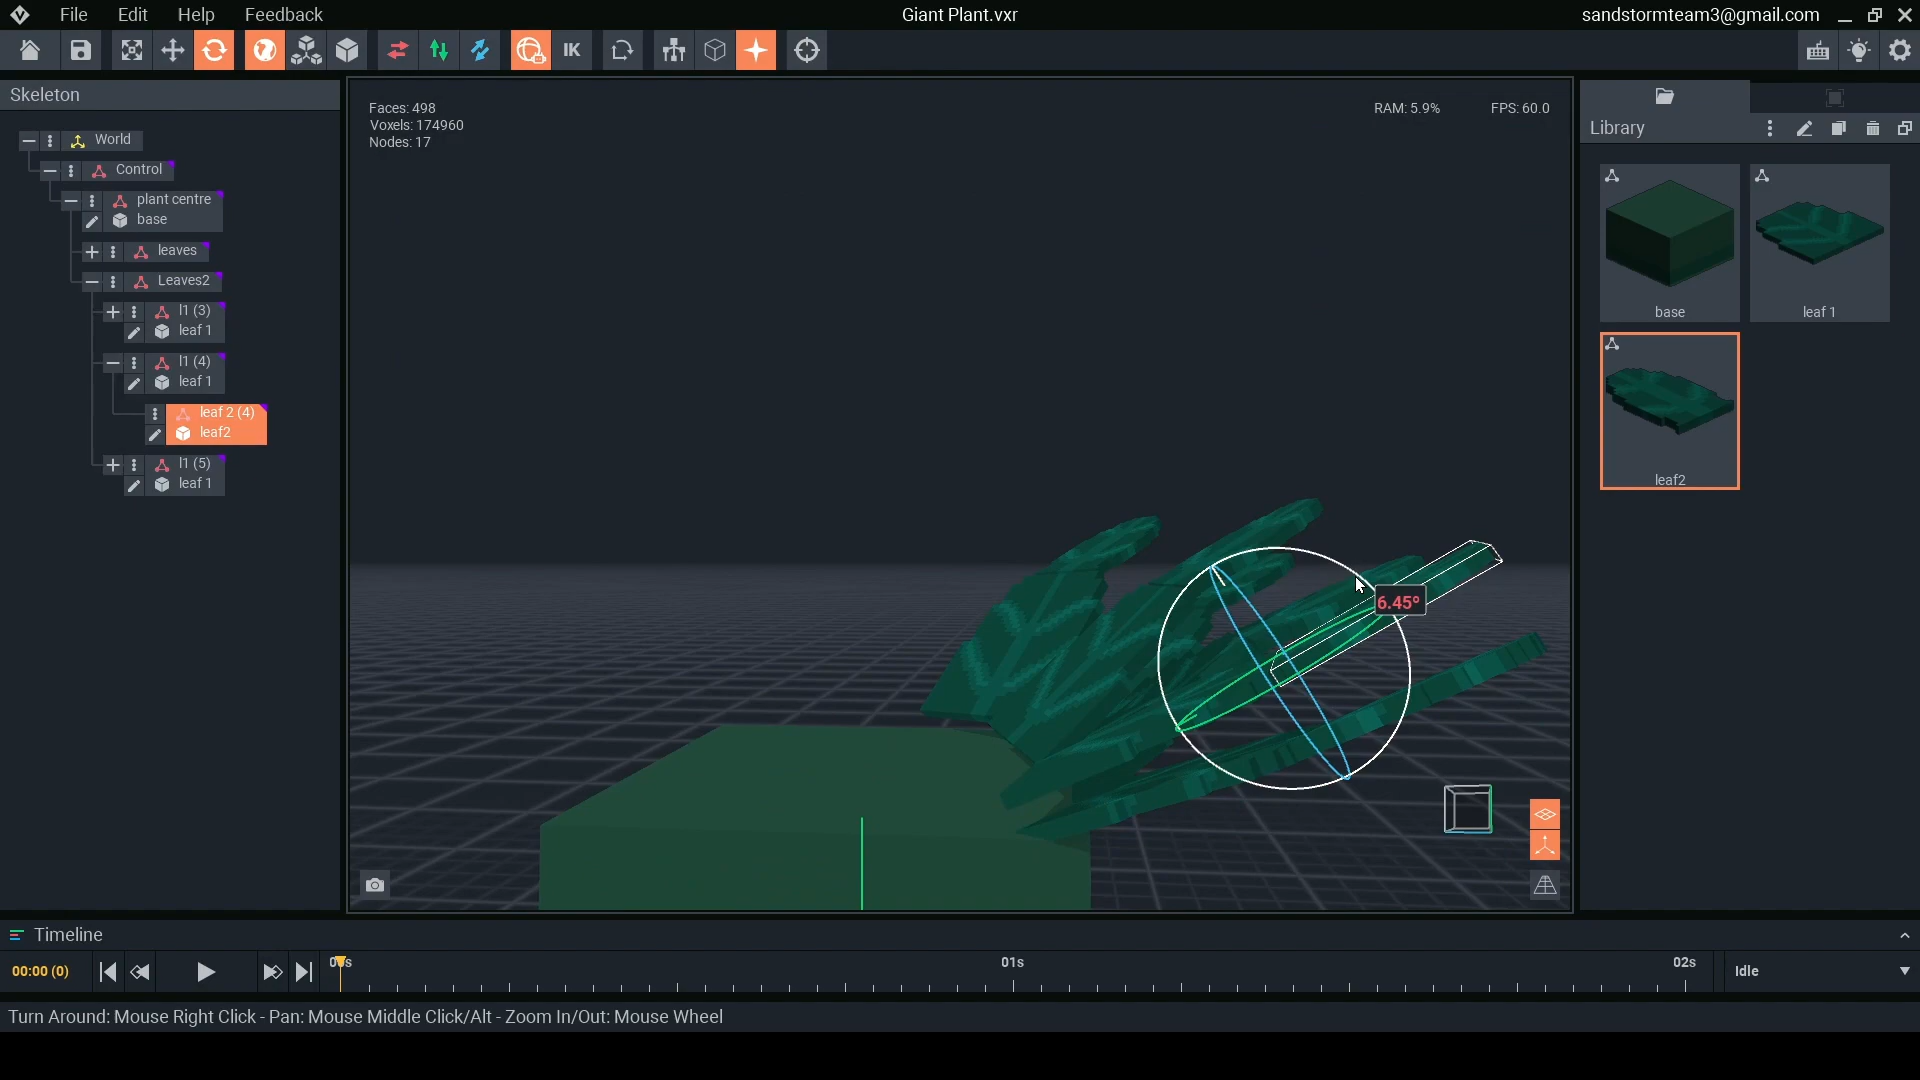 File Edit Help Feedback Giant Plant.vxr sandstormteam3@gmail.com
IK
Skeleton
World
Control
plant centre
base
leaves
Leaves2
l1 (3)
leaf 1
l1 (4)
leaf 1
leaf 2 (4)
leaf2
l1 (5)
leaf 1
Faces: 498
Voxels: 174960
Nodes: 17
RAM: 5.9% FPS: 60.0
6.45°
Library
base leaf 1
leaf2
Timeline
00:00 (0) 01s 02s Idle
Turn Around: Mouse Right Click - Pan: Mouse Middle Click/Alt - Zoom In/Out: Mouse Wheel